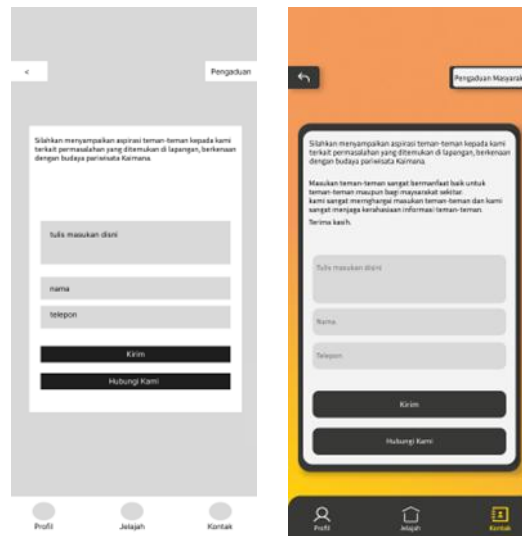 <
Pengaduan
Silahkan menyampaikan aspirasi teman-teman kepada kami
terkait permasalahan yang ditemukan di lapangan, berkenaan
dengan budaya pariwisata Kaimana.
tulis masukan disni
nama
telepon
Kirim
Hubungi Kami
Profil
Jelajah
Kontak
Pengaduan Masyarak
Silahkan menyampaikan aspirasi teman-teman kepada kami
terkait permasalahan yang ditemukan di lapangan, berkenaan
dengan budaya pariwisata Kaimana.
Masukan teman-teman sangat bermanfaat baik untuk
teman-teman maupun bagi maysarakat sekitar.
kami sangat memghargai masukan teman-teman dan kami
sangat menjaga kerahasiaan informasi teman-teman.
Terima kasih.
Tulis masukan disini
Nama.
Telepon.
Kirim
Hubungi Kami
Profil
Jelajah
Kontak